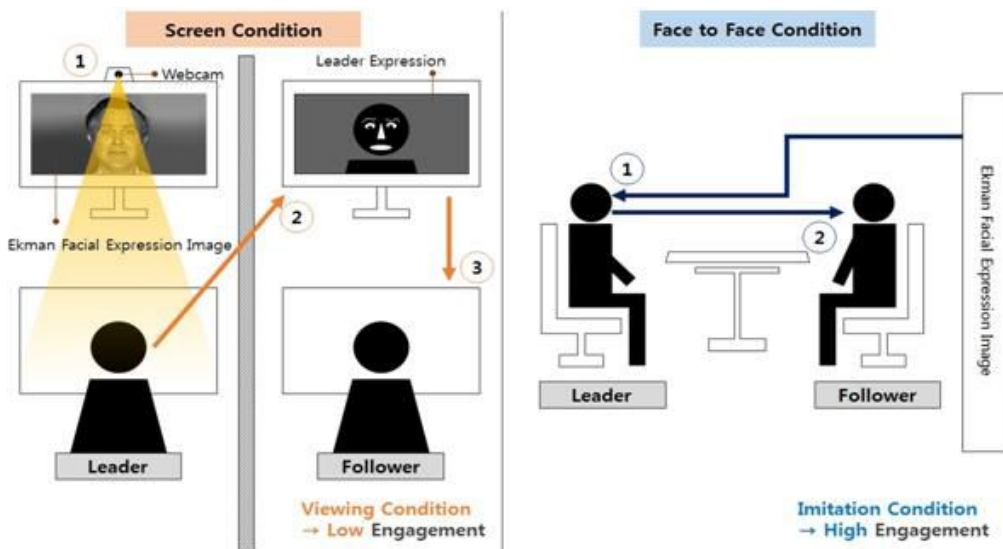 Screen Condition
1
Webcam
Leader Expression
Ekman Facial Expression Image
2
3
Leader
Follower
Viewing Condition
→ Low Engagement
Face to Face Condition
1
2
Ekman Facial Expression Image
Leader
Follower
Imitation Condition
→ High Engagement